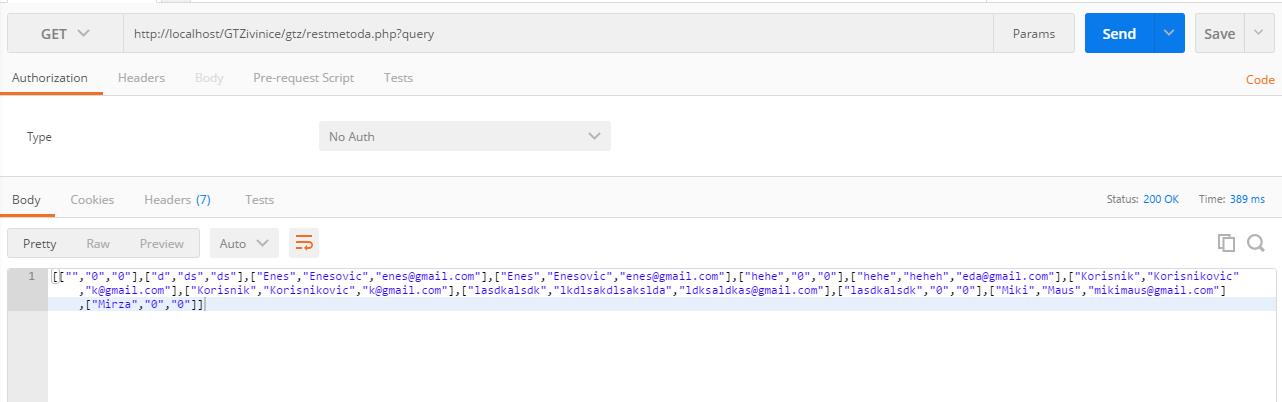 GET http://localhost/GTZivinice/gtz/restmetoda.php?query Params Send Save
Authorization Headers Body Pre-request Script Tests Code
Type No Auth
Body Cookies Headers (7) Tests Status: 200 OK Time: 389 ms
Pretty Raw Preview Auto
1 [["","0","0"],["d","ds","ds"],["Enes","Enesovic","enes@gmail.com"],["Enes","Enesovic","enes@gmail.com"],["hehe","0","0"],["hehe","heheh","eda@gmail.com"],["Korisnik","Korisnikovic"
,"k@gmail.com"],["Korisnik","Korisnikovic","k@gmail.com"],["lasdkalsdk","lkdlsakdlsakslda","ldksaldkas@gmail.com"],["lasdkalsdk","0","0"],["Miki","Maus","mikimaus@gmail.com"]
,["Mirza","0","0"]]